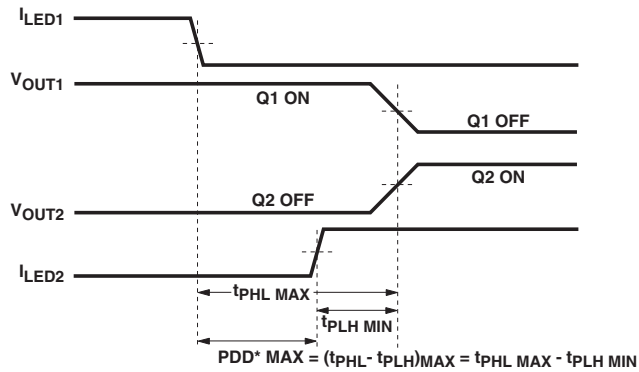 ILED1
VOUT1
Q1 ON
Q1 OFF
Q2 ON
Q2 OFF
VOUT2
ILED2
tPHL MAX
tPLH MIN
PDD* MAX = (tPHL- tPLH)MAX = tPHL MAX - tPLH MIN